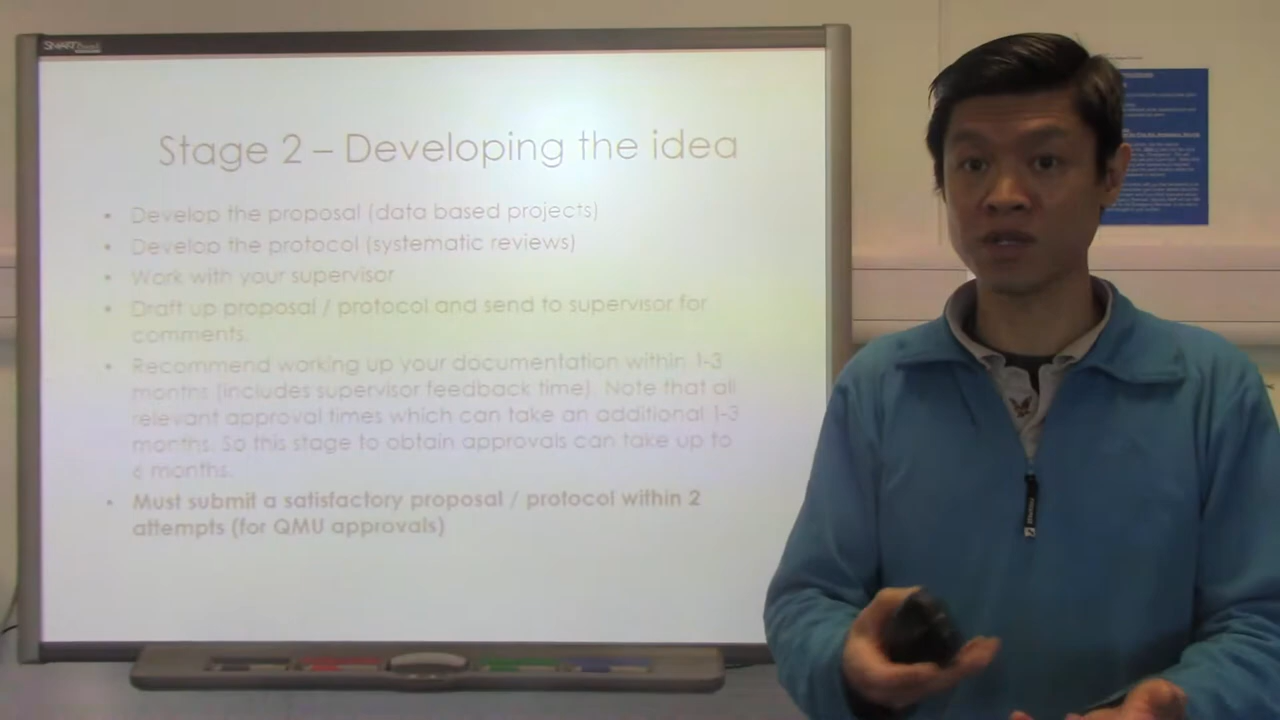 SMART Board
Stage 2 – Developing the idea
• Develop the proposal (data based projects)
• Develop the protocol (systematic reviews)
• Work with your supervisor
• Draft up proposal / protocol and send to supervisor for
comments.
• Recommend working up your documentation within 1-3
months (includes supervisor feedback time). Note that all
relevant approval times which can take an additional 1-3
months. So this stage to obtain approvals can take up to
6 months.
• Must submit a satisfactory proposal / protocol within 2
attempts (for QMU approvals)